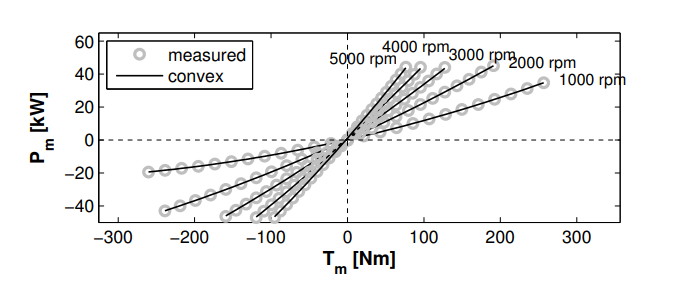 60
40
20
0
−20
−40
P_m [kW]
measured
convex
5000 rpm
4000 rpm
3000 rpm
2000 rpm
1000 rpm
−300
−200
−100
0
100
200
300
T_m [Nm]